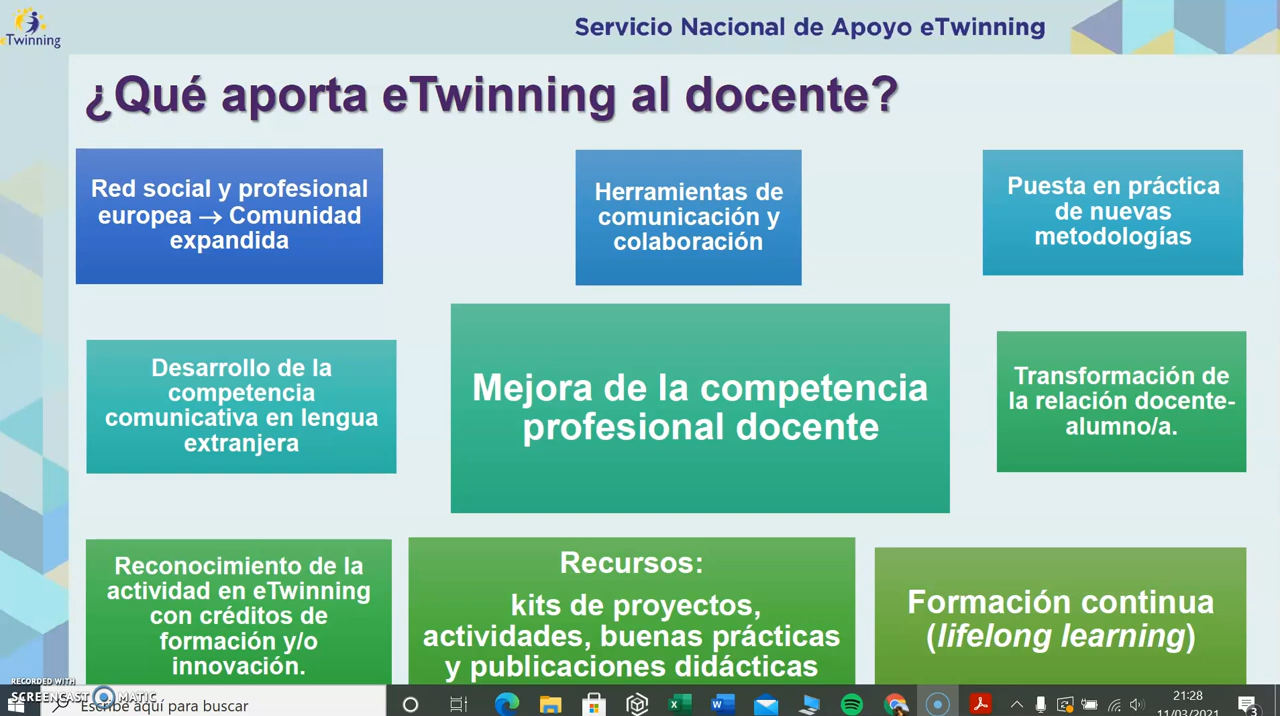 eTwinning
Servicio Nacional de Apoyo eTwinning
¿Qué aporta eTwinning al docente?
Red social y profesional
europea → Comunidad
expandida
Herramientas de
comunicación y
colaboración
Puesta en práctica
de nuevas
metodologías
Desarrollo de la
competencia
comunicativa en lengua
extranjera
Mejora de la competencia
profesional docente
Transformación de
la relación docente-
alumno/a.
Reconocimiento de la
actividad en eTwinning
con créditos de
formación y/o
innovación.
Recursos:
kits de proyectos,
actividades, buenas prácticas
y publicaciones didácticas
Formación continua
(lifelong learning)
RECORDED WITH
SCREENCAST MATIC
Escribe aquí para buscar
21:28
11/03/2021
3